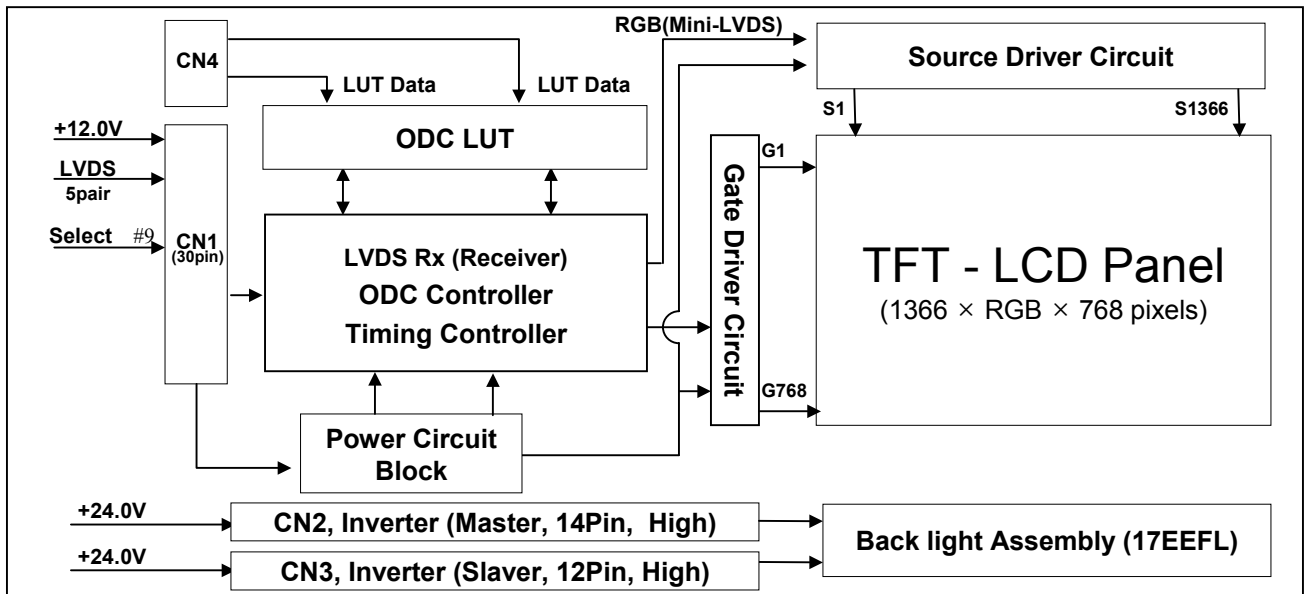 RGB(Mini-LVDS)
CN4
Source Driver Circuit
LUT Data
LUT Data
S1
S1366
+12.0V
ODC LUT
G1
LVDS
5pair
Select #9
CN1
(30pin)
LVDS Rx (Receiver)
ODC Controller
Timing Controller
Gate Driver Circuit
TFT - LCD Panel
(1366 × RGB × 768 pixels)
G768
Power Circuit
Block
+24.0V
CN2, Inverter (Master, 14Pin, High)
Back light Assembly (17EEFL)
+24.0V
CN3, Inverter (Slaver, 12Pin, High)